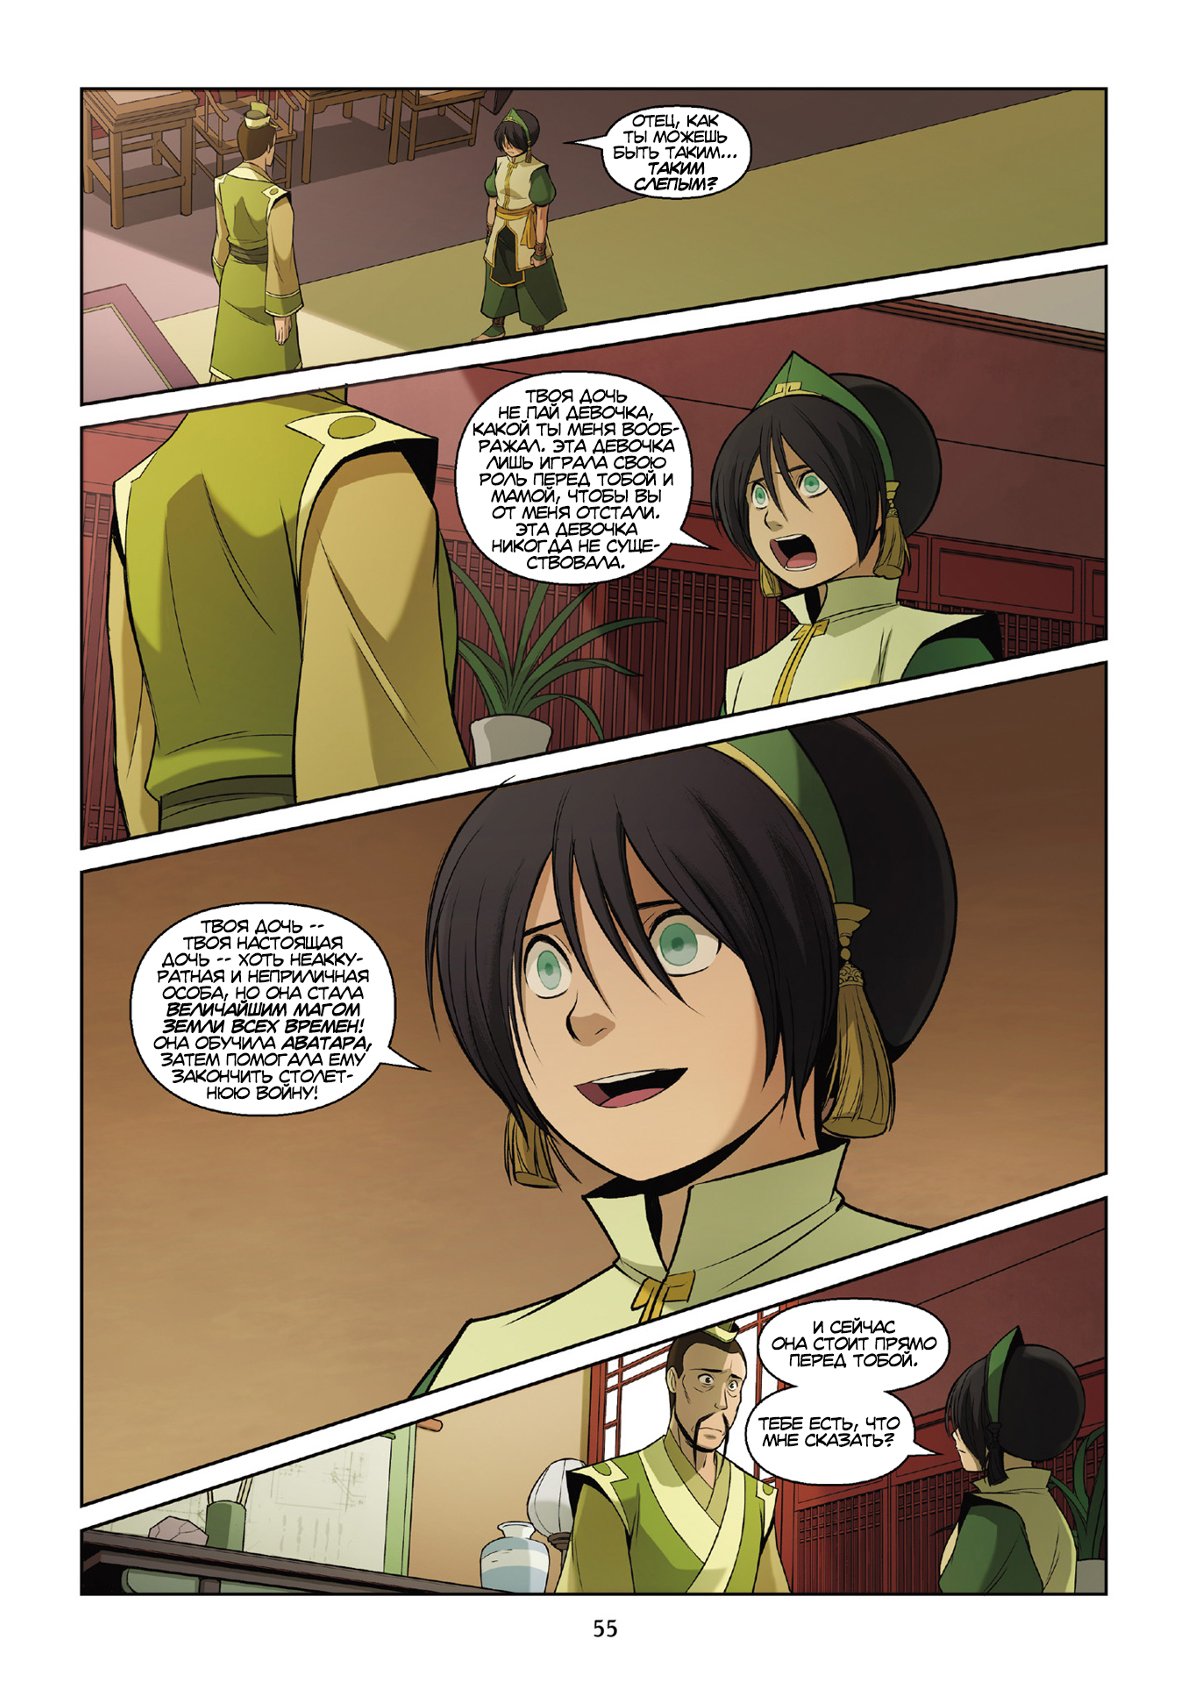 ОТЕЦ, КАК
ТЫ МОЖЕШЬ
БЫТЬ ТАКИМ...
ТАКИМ
СЛЕПЫМ?
ТВОЯ ДОЧЬ
НЕ ПАЙ ДЕВОЧКА,
КАКОЙ ТЫ МЕНЯ ВООБ-
РАЖАЛ. ЭТА ДЕВОЧКА
ЛИШЬ ИГРАЛА СВОЮ
РОЛЬ ПЕРЕД ТОБОЙ И
МАМОЙ, ЧТОБЫ ВЫ
ОТ МЕНЯ ОТСТАЛИ.
ЭТА ДЕВОЧКА
НИКОГДА НЕ СУЩЕ-
СТВОВАЛА.
ТВОЯ ДОЧЬ --
ТВОЯ НАСТОЯЩАЯ
ДОЧЬ -- ХОТЬ НЕАККУ-
РАТНАЯ И НЕПРИЛИЧНАЯ
ОСОБА, НО ОНА СТАЛА
ВЕЛИЧАЙШИМ МАГОМ
ЗЕМЛИ ВСЕХ ВРЕМЕН!
ОНА ОБУЧИЛА АВАТАРА,
ЗАТЕМ ПОМОГАЛА ЕМУ
ЗАКОНЧИТЬ СТОЛЕТ-
НЮЮ ВОЙНУ!
И СЕЙЧАС
ОНА СТОИТ ПРЯМО
ПЕРЕД ТОБОЙ.
ТЕБЕ ЕСТЬ, ЧТО
МНЕ СКАЗАТЬ?
55